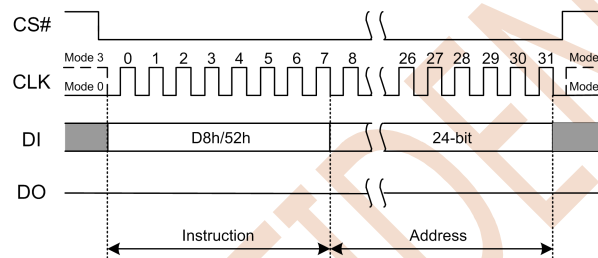 CS#
Mode 3 0 1 2 3 4 5 6 7 8 26 27 28 29 30 31 Mode
CLK
Mode 0 Mode
DI D8h/52h 24-bit
DO
Instruction Address